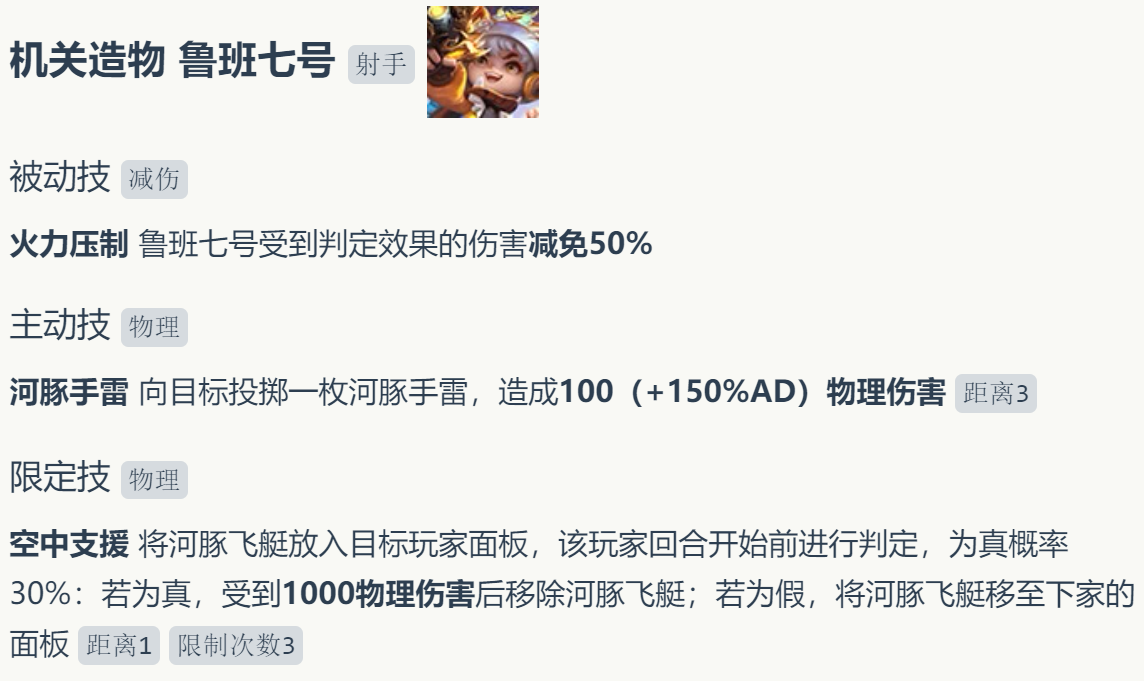 机关造物 鲁班七号 射手
被动技 减伤
火力压制 鲁班七号受到判定效果的伤害减免50%
主动技 物理
河豚手雷 向目标投掷一枚河豚手雷，造成100（+150%AD）物理伤害 距离3
限定技 物理
空中支援 将河豚飞艇放入目标玩家面板，该玩家回合开始前进行判定，为真概率
30%：若为真，受到1000物理伤害后移除河豚飞艇；若为假，将河豚飞艇移至下家的
面板 距离1 限制次数3